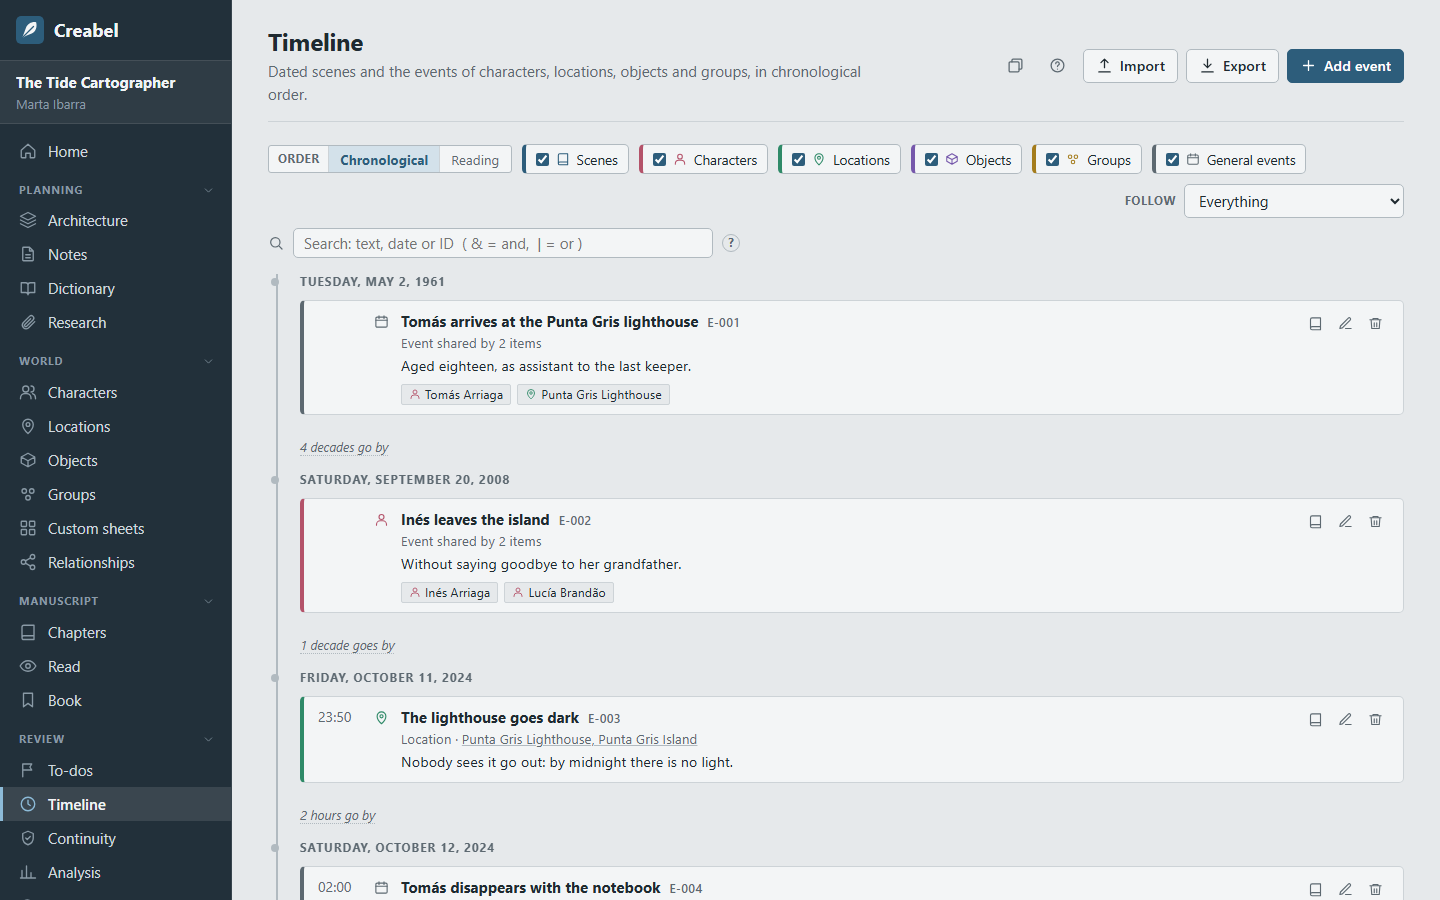 Creabel
The Tide Cartographer
Marta Ibarra
Home
PLANNING
Architecture
Notes
Dictionary
Research
WORLD
Characters
Locations
Objects
Groups
Custom sheets
Relationships
MANUSCRIPT
Chapters
Read
Book
REVIEW
To-dos
Timeline
Continuity
Analysis
Timeline
Dated scenes and the events of characters, locations, objects and groups, in chronological
order.
Import
Export
Add event
ORDER Chronological Reading
Scenes
Characters
Locations
Objects
Groups
General events
FOLLOW Everything
Search: text, date or ID ( & = and, | = or )
?
TUESDAY, MAY 2, 1961
Tomás arrives at the Punta Gris lighthouse E-001
Event shared by 2 items
Aged eighteen, as assistant to the last keeper.
Tomás Arriaga Punta Gris Lighthouse
4 decades go by
SATURDAY, SEPTEMBER 20, 2008
Inés leaves the island E-002
Event shared by 2 items
Without saying goodbye to her grandfather.
Inés Arriaga Lucía Brandão
1 decade goes by
FRIDAY, OCTOBER 11, 2024
23:50 The lighthouse goes dark E-003
Location · Punta Gris Lighthouse, Punta Gris Island
Nobody sees it go out: by midnight there is no light.
2 hours go by
SATURDAY, OCTOBER 12, 2024
02:00 Tomás disappears with the notebook E-004